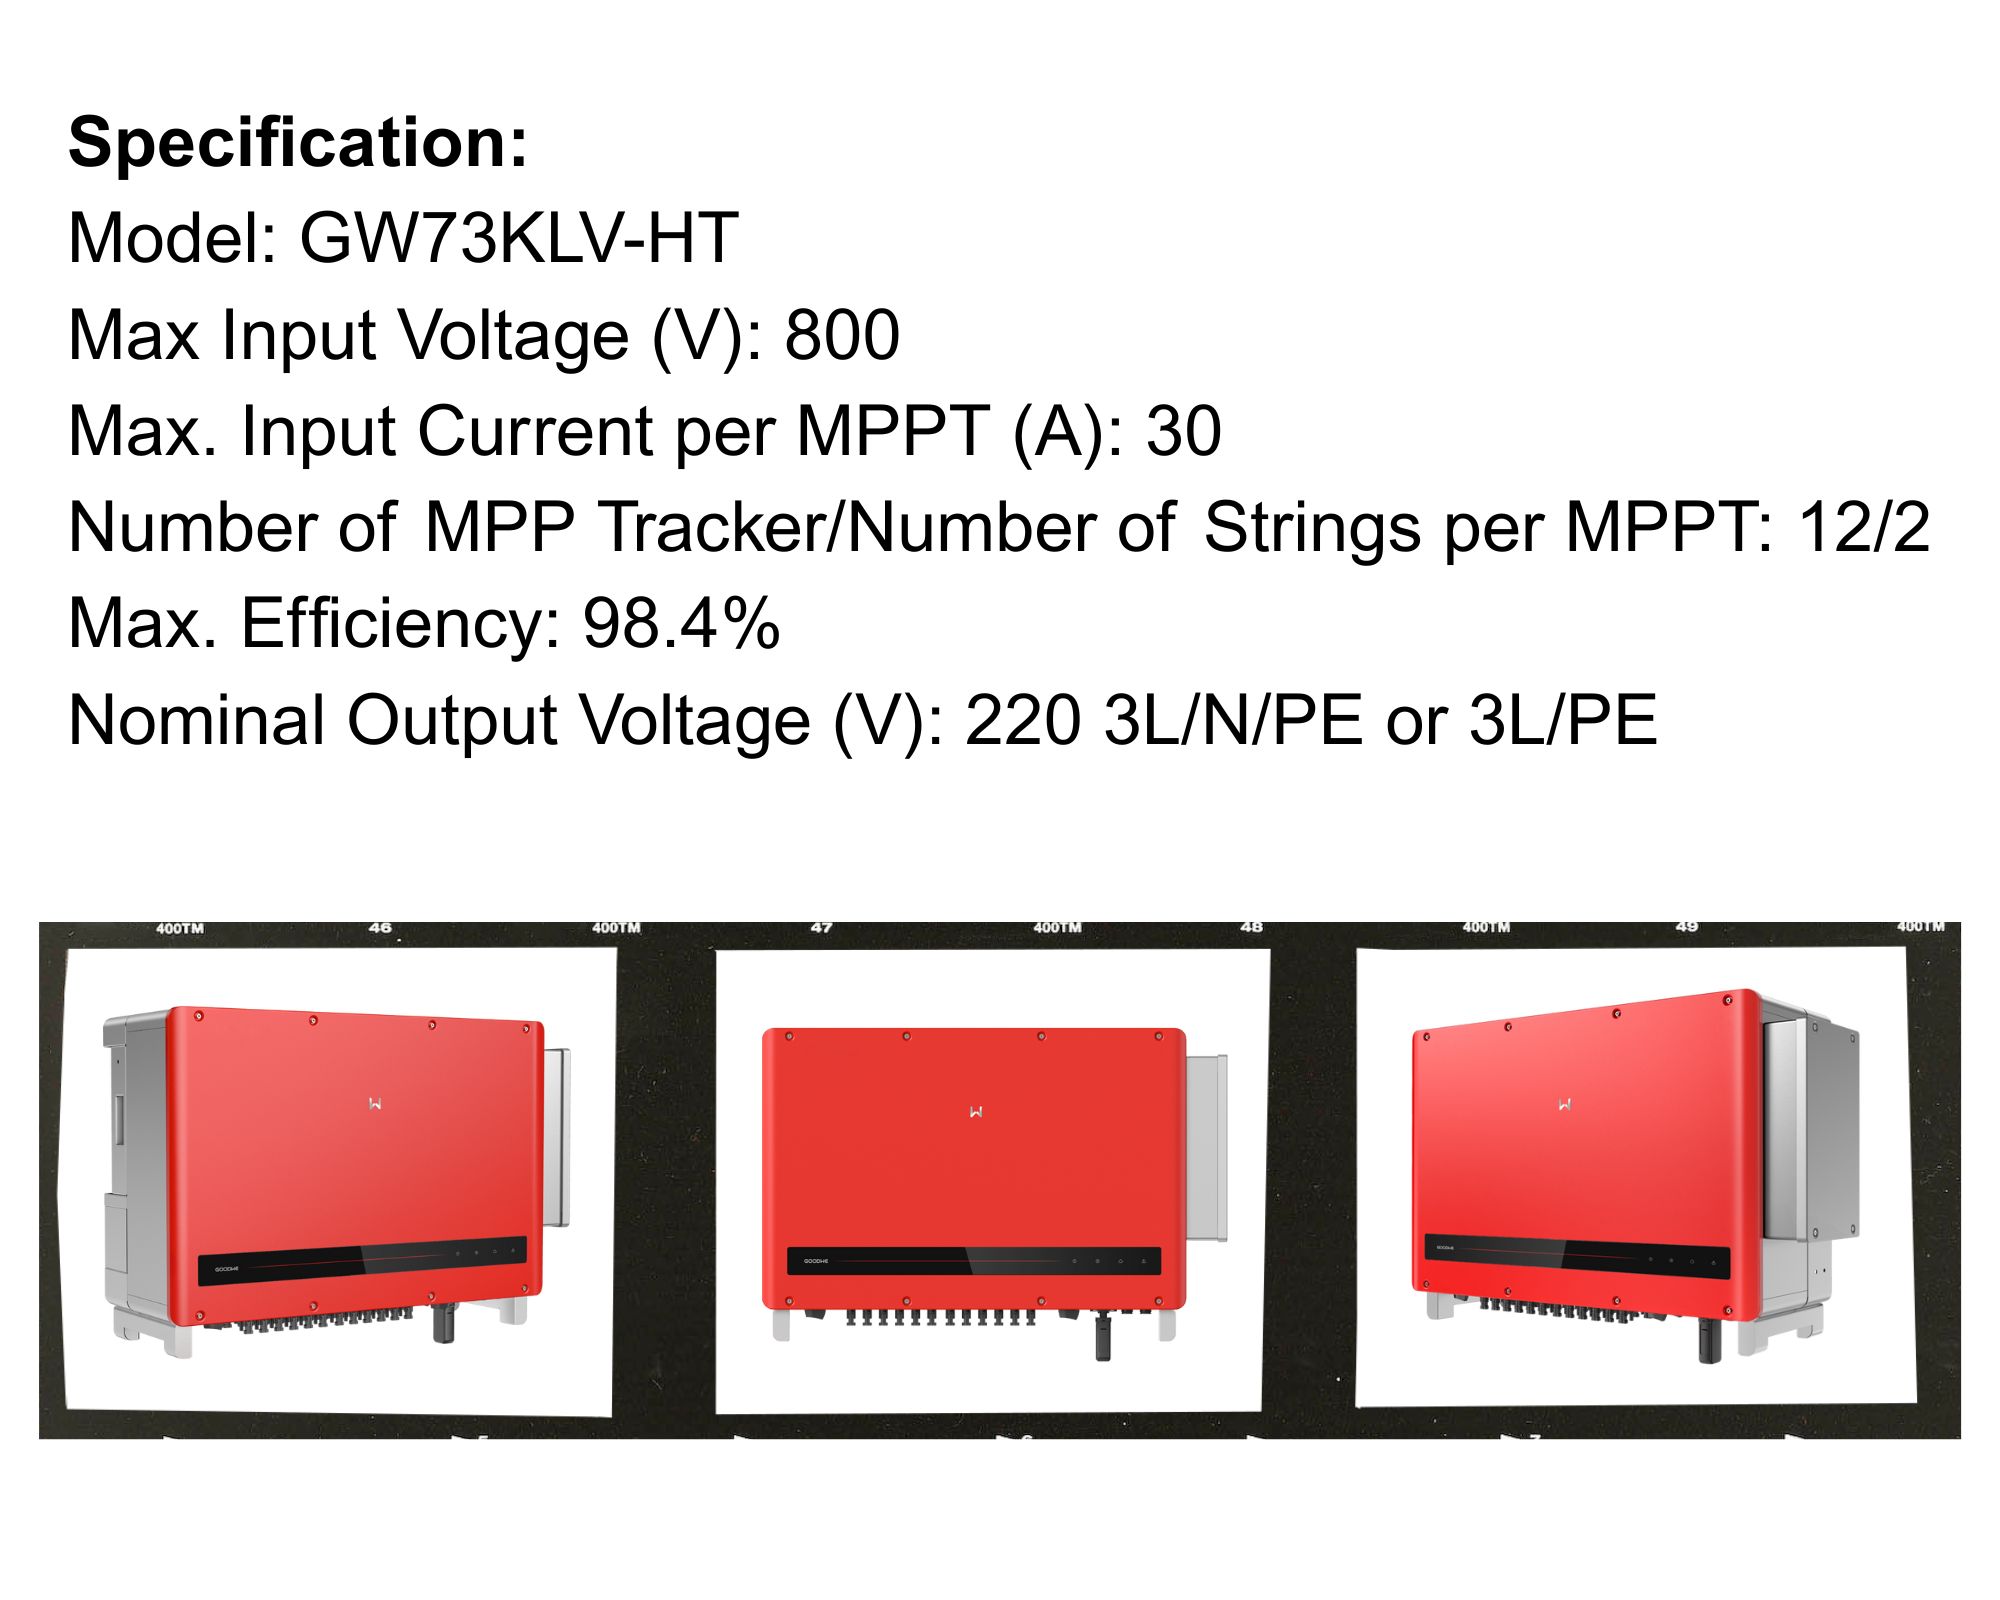 Specification:
Model: GW73KLV-HT
Max Input Voltage (V): 800
Max. Input Current per MPPT (A): 30
Number of MPP Tracker/Number of Strings per MPPT: 12/2
Max. Efficiency: 98.4%
Nominal Output Voltage (V): 220 3L/N/PE or 3L/PE
400TM 46 400TM 47 400TM 48 400TM 49 400TM
GOODWE
GOODWE
GOODWE